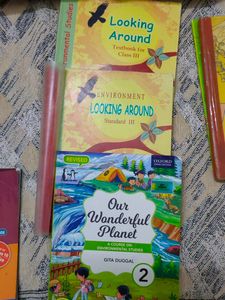 Environmental Studies
Looking
Around
Textbook for
Class III
ENVIRONMENT
LOOKING AROUND
Standard III
REVISED
OXFORD
Our
Wonderful
Planet
A COURSE ON
ENVIRONMENTAL STUDIES
GITA DUGGAL
2